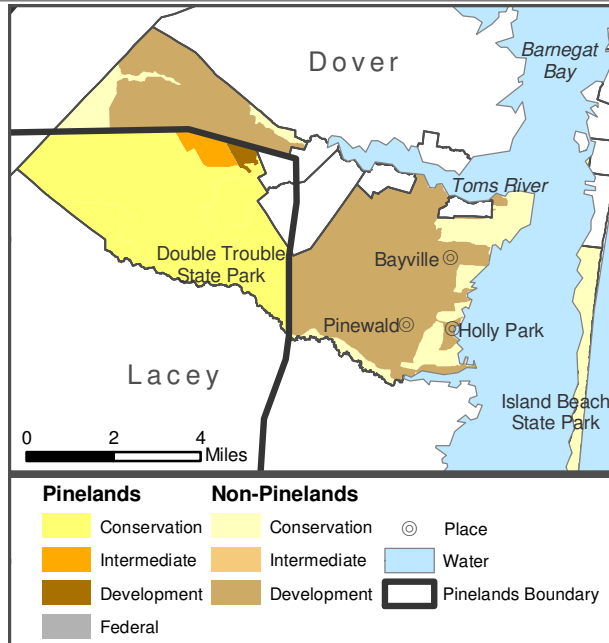 Dover
Barnegat
Bay
Toms River
Double Trouble
State Park
Bayville
Pinewald
Holly Park
Lacey
Island Beach
State Park
0 2 4
Miles
Pinelands Non-Pinelands
Conservation Conservation Place
Intermediate Intermediate Water
Development Development Pinelands Boundary
Federal